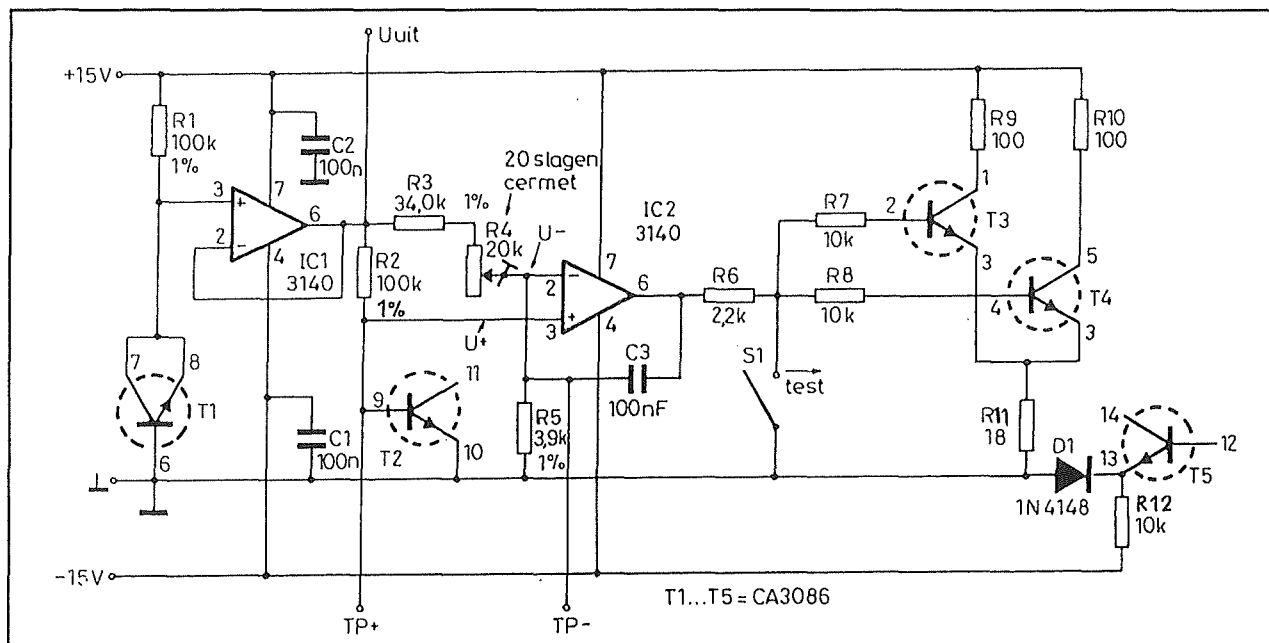 Uuit
+15V
R1
100k
1%
C2
100n
20 slagen
cermet
R3
34,0k
1%
R4
20k
U-
IC2
3140
R9
100
R10
100
3
+
7
6
2
-
IC1
3140
4
R2
100k
1%
U+
7
2
-
6
3
+
4
R6
2,2k
R7
10k
R8
10k
2
1
T3
3
5
4
T4
3
7
8
T1
6
C1
100n
11
9
10
T2
C3
100nF
R5
3,9k
1%
S1
test
R11
18
D1
1N4148
14
12
13
T5
R12
10k
⊥
-15V
TP+
TP-
T1...T5=CA3086